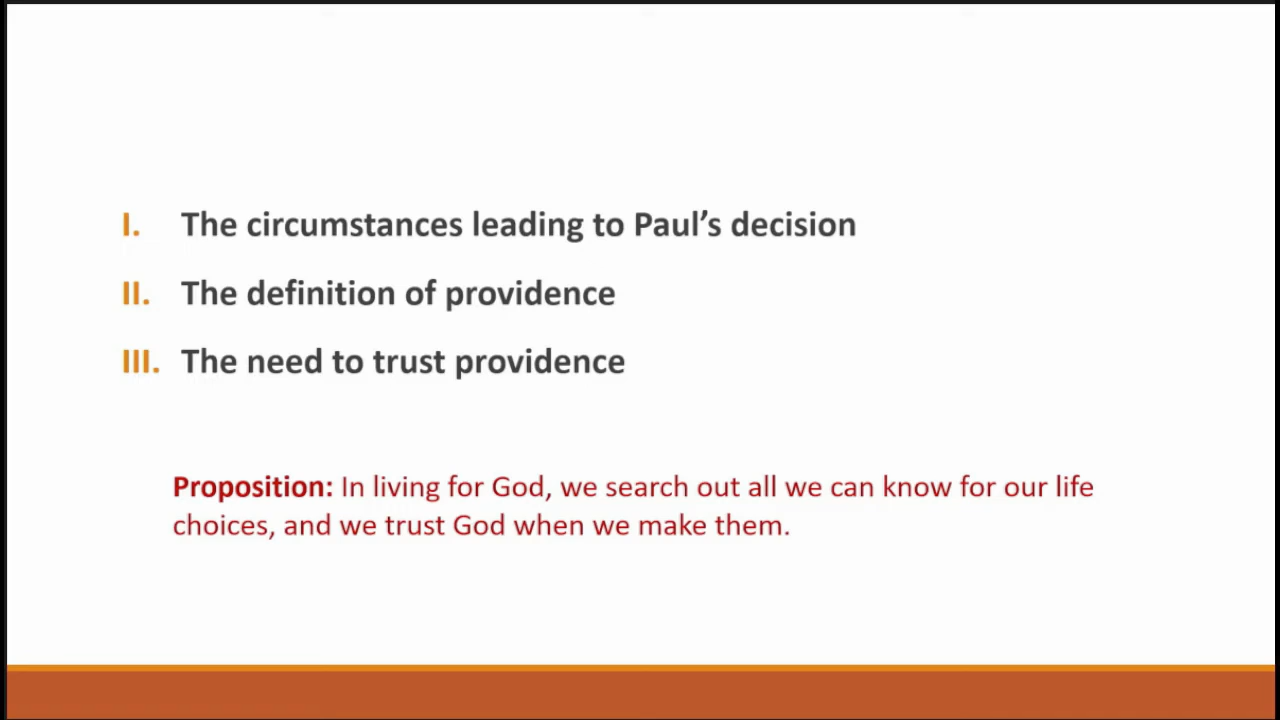 I. The circumstances leading to Paul’s decision
II. The definition of providence
III. The need to trust providence
Proposition: In living for God, we search out all we can know for our life
choices, and we trust God when we make them.